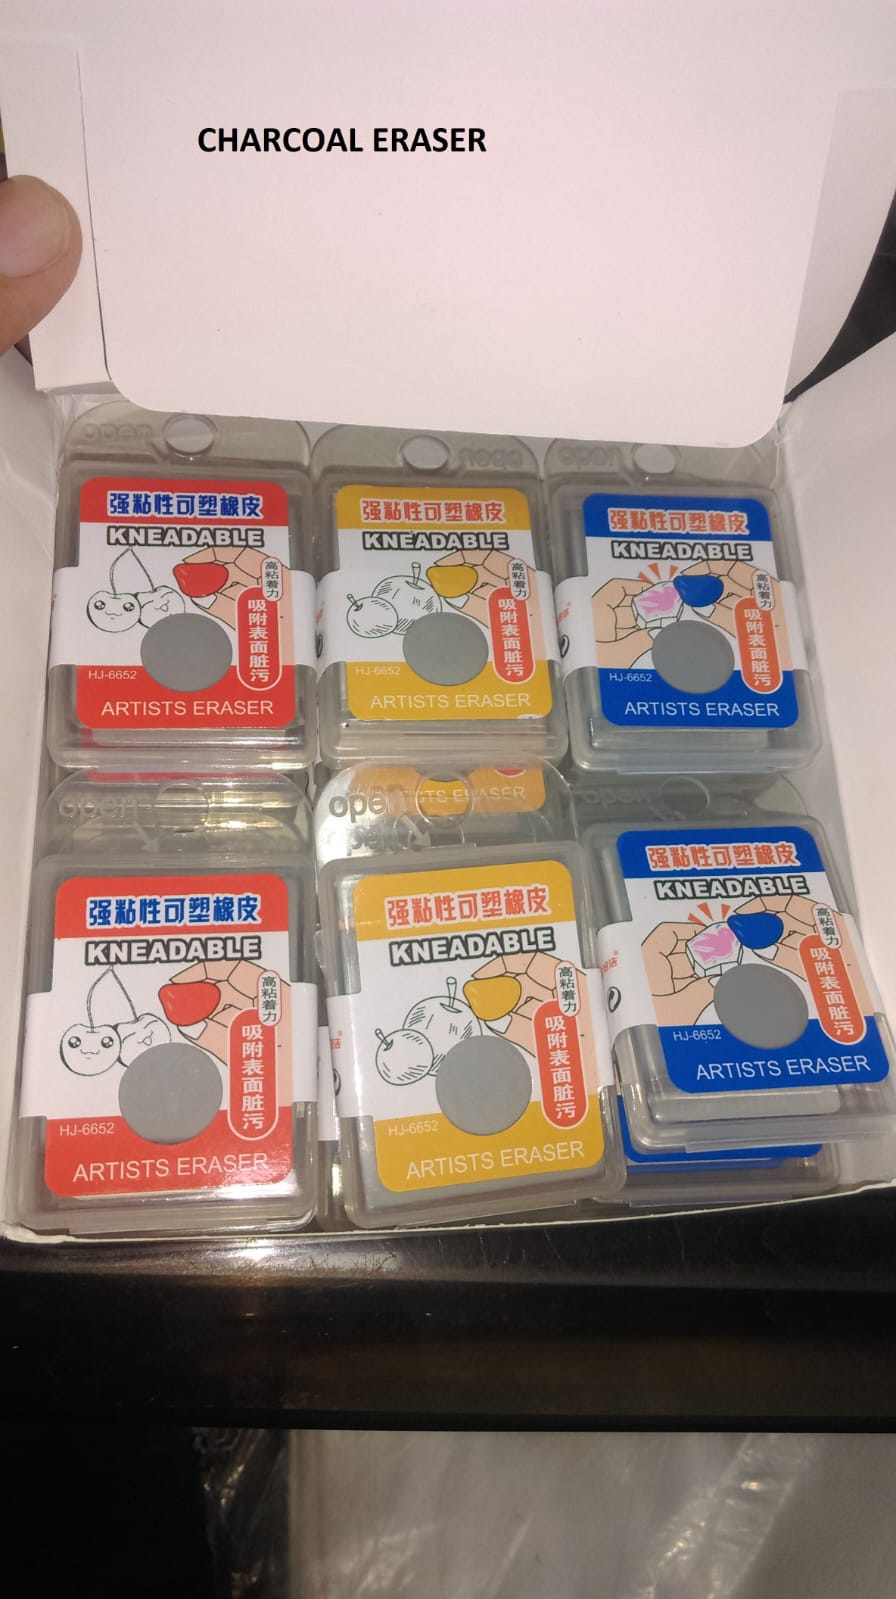 CHARCOAL ERASER
open
open
open
强粘性可塑橡皮
KNEADABLE
高粘着力
吸附表面脏污
HJ-6652
ARTISTS ERASER
强粘性可塑橡皮
KNEADABLE
高粘着力
吸附表面脏污
HJ-6652
ARTISTS ERASER
强粘性可塑橡皮
KNEADABLE
高粘着力
吸附表面脏污
HJ-6652
ARTISTS ERASER
open
open
ERASER
open
强粘性可塑橡皮
KNEADABLE
高粘着力
吸附表面脏污
HJ-6652
ARTISTS ERASER
强粘性可塑橡皮
KNEADABLE
高粘着力
吸附表面脏污
HJ-6652
ARTISTS ERASER
强粘性可塑橡皮
KNEADABLE
高粘着力
吸附表面脏污
HJ-6652
ARTISTS ERASER